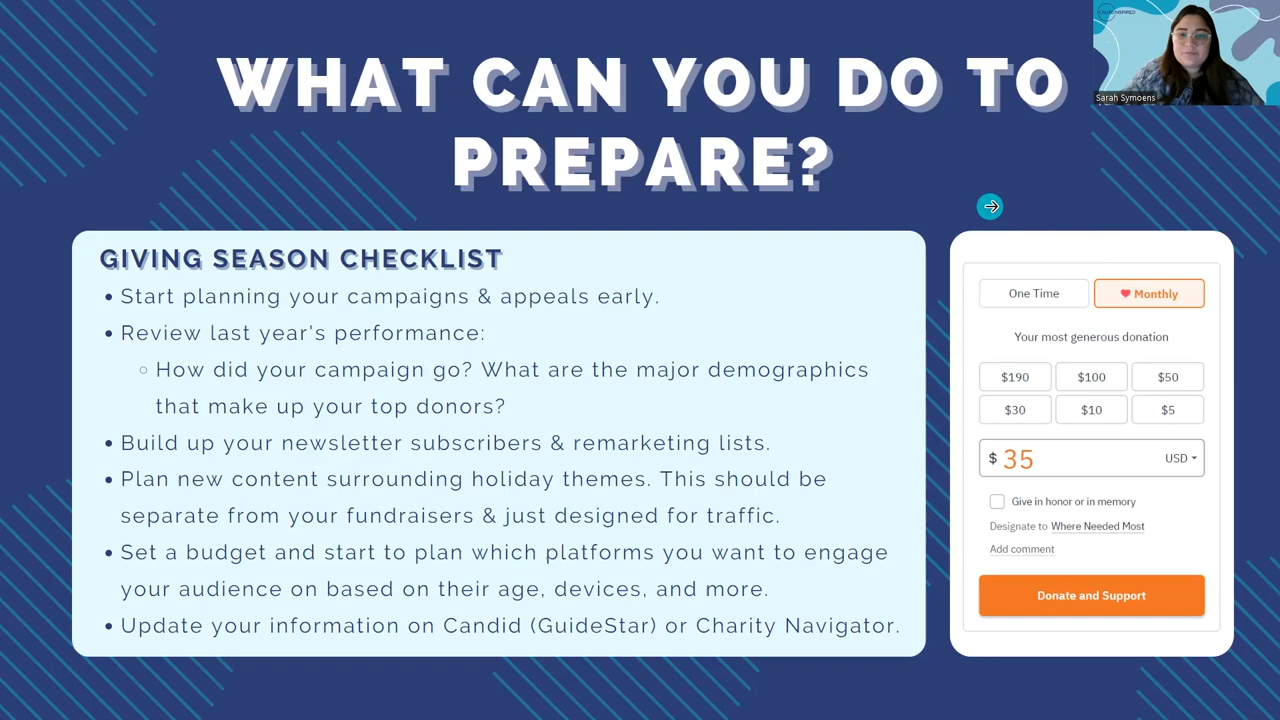 WHAT CAN YOU DO TO
PREPARE?
Sarah Symoens
GIVING SEASON CHECKLIST
• Start planning your campaigns & appeals early.
• Review last year's performance:
○ How did your campaign go? What are the major demographics
that make up your top donors?
• Build up your newsletter subscribers & remarketing lists.
• Plan new content surrounding holiday themes. This should be
separate from your fundraisers & just designed for traffic.
• Set a budget and start to plan which platforms you want to engage
your audience on based on their age, devices, and more.
• Update your information on Candid (GuideStar) or Charity Navigator.
One Time
Monthly
Your most generous donation
$190 $100 $50
$30 $10 $5
$ 35 USD
Give in honor or in memory
Designate to Where Needed Most
Add comment
Donate and Support